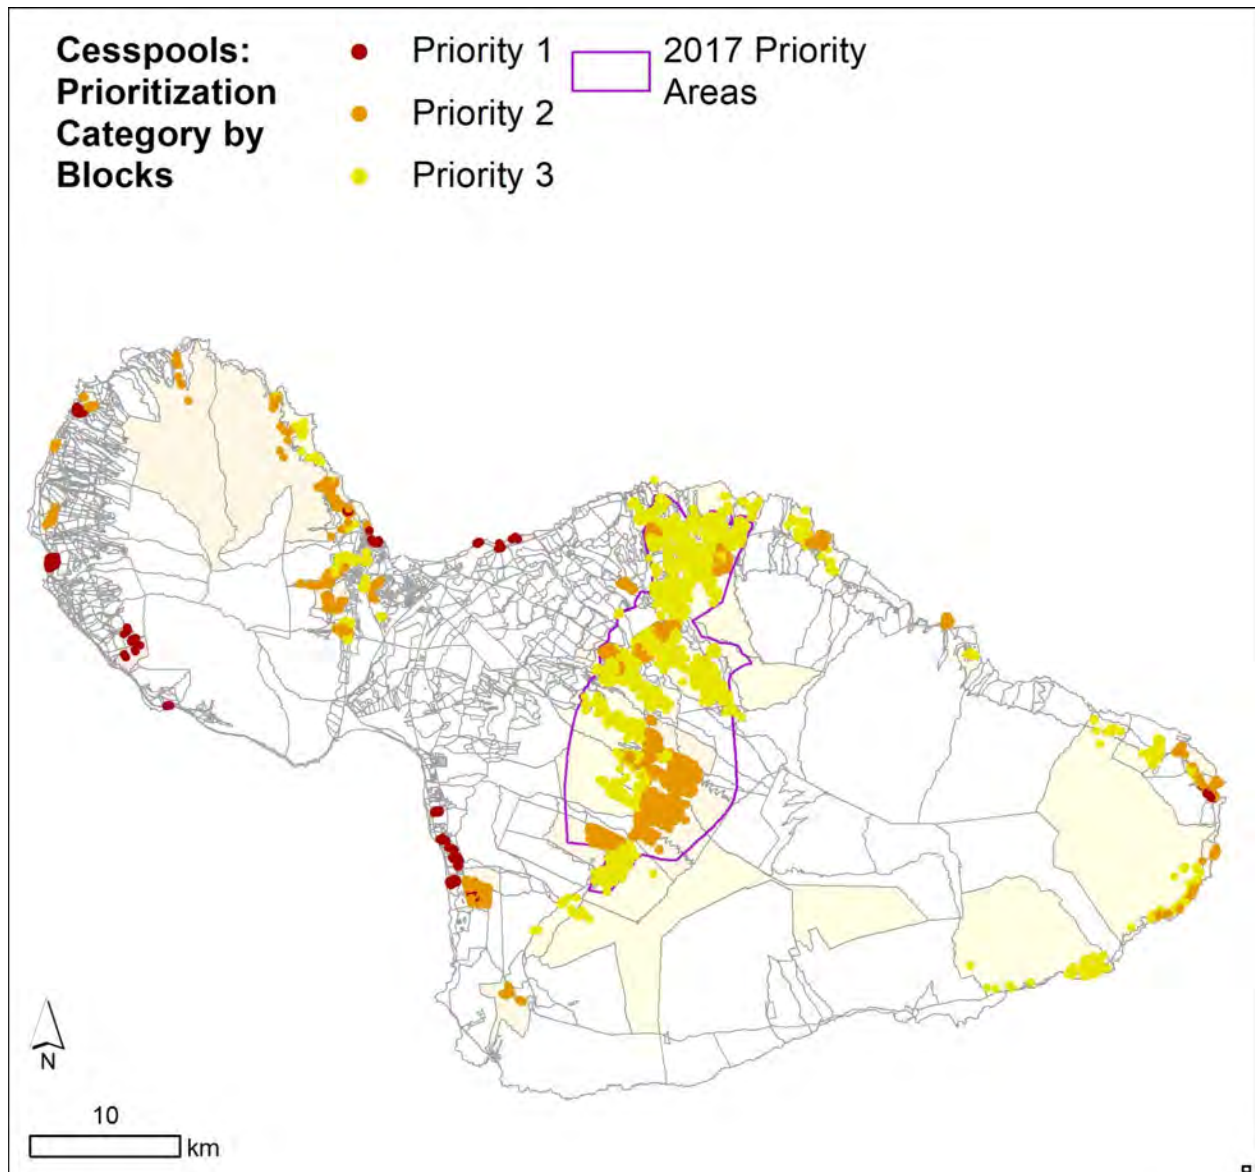 Cesspools:
Prioritization
Category by
Blocks
Priority 1
Priority 2
Priority 3
2017 Priority
Areas
N
10
km